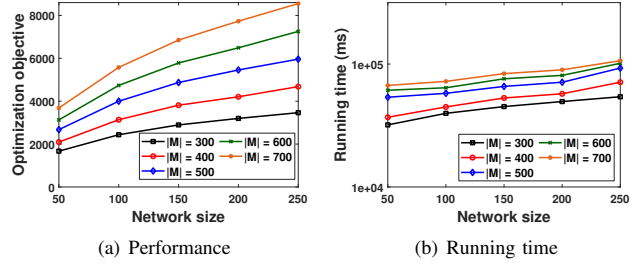 Optimization objective
8000
6000
4000
2000
0
50
100
150
200
250
Network size
|M| = 300
|M| = 400
|M| = 500
|M| = 600
|M| = 700
(a) Performance
Running time (ms)
1e+05
1e+04
50
100
150
200
250
Network size
|M| = 300
|M| = 400
|M| = 500
|M| = 600
|M| = 700
(b) Running time